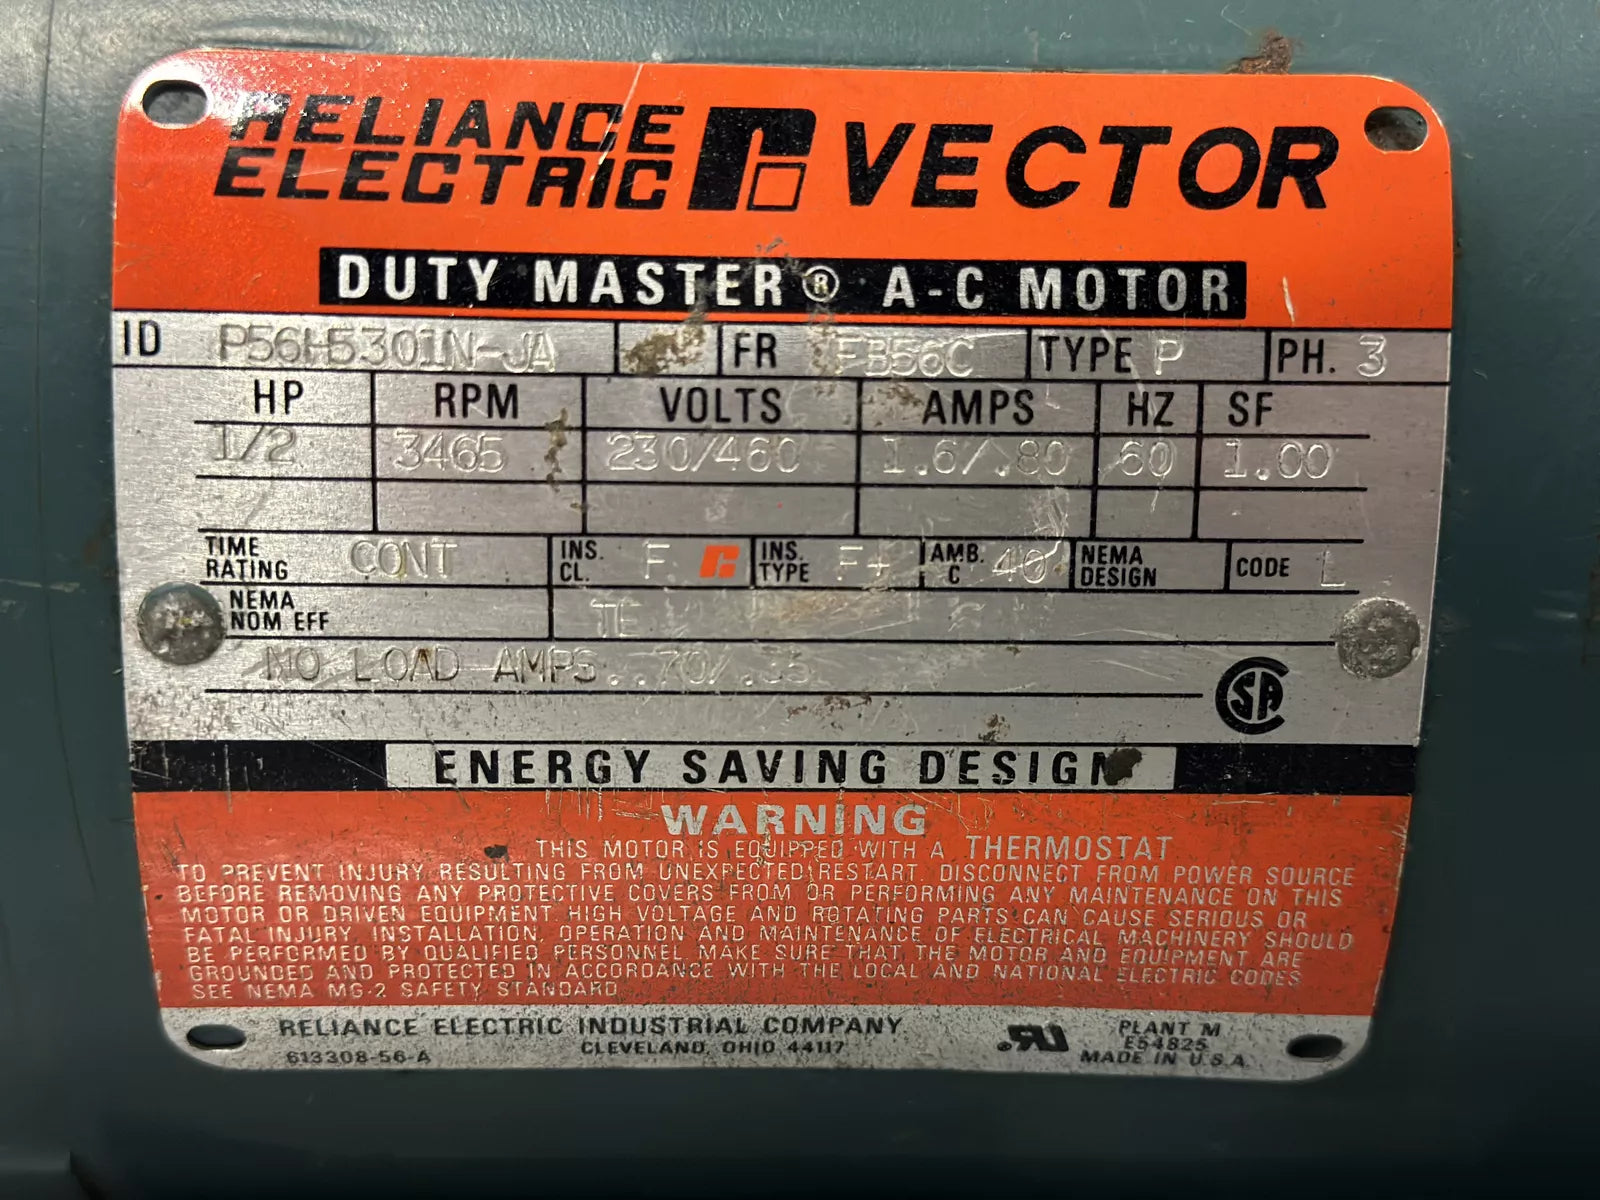 RELIANCE
ELECTRIC VECTOR
DUTY MASTER® A-C MOTOR
ID P56H5301N-JA FR FB56C TYPE P PH. 3
HP RPM VOLTS AMPS HZ SF
1/2 3465 230/460 1.6/.80 60 1.00
TIME RATING CONT INS. CL. F INS. TYPE F+ AMB. C 40 NEMA DESIGN CODE L
NEMA NOM EFF TE
NO LOAD AMPS..70/.35
ENERGY SAVING DESIGN
WARNING
THIS MOTOR IS EQUIPPED WITH A THERMOSTAT
TO PREVENT INJURY RESULTING FROM UNEXPECTED RESTART, DISCONNECT FROM POWER SOURCE
BEFORE REMOVING ANY PROTECTIVE COVERS FROM OR PERFORMING ANY MAINTENANCE ON THIS
MOTOR OR DRIVEN EQUIPMENT HIGH VOLTAGE AND ROTATING PARTS CAN CAUSE SERIOUS OR
FATAL INJURY. INSTALLATION, OPERATION AND MAINTENANCE OF ELECTRICAL MACHINERY SHOULD
BE PERFORMED BY QUALIFIED PERSONNEL. MAKE SURE THAT THE MOTOR AND EQUIPMENT ARE
GROUNDED AND PROTECTED IN ACCORDANCE WITH THE LOCAL AND NATIONAL ELECTRIC CODES
SEE NEMA MG-2 SAFETY STANDARD
RELIANCE ELECTRIC INDUSTRIAL COMPANY
CLEVELAND, OHIO 44117
613308-56-A
PLANT M
E54825
MADE IN U.S.A.